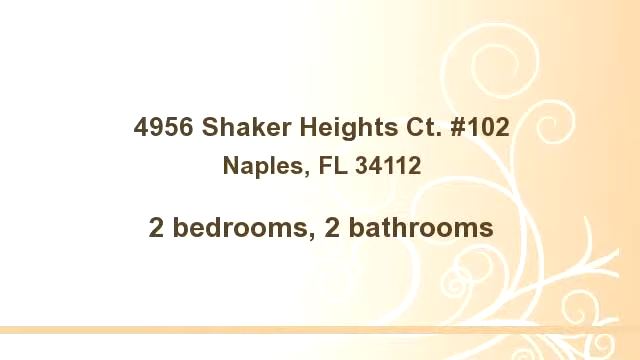 4956 Shaker Heights Ct. #102
Naples, FL 34112
2 bedrooms, 2 bathrooms